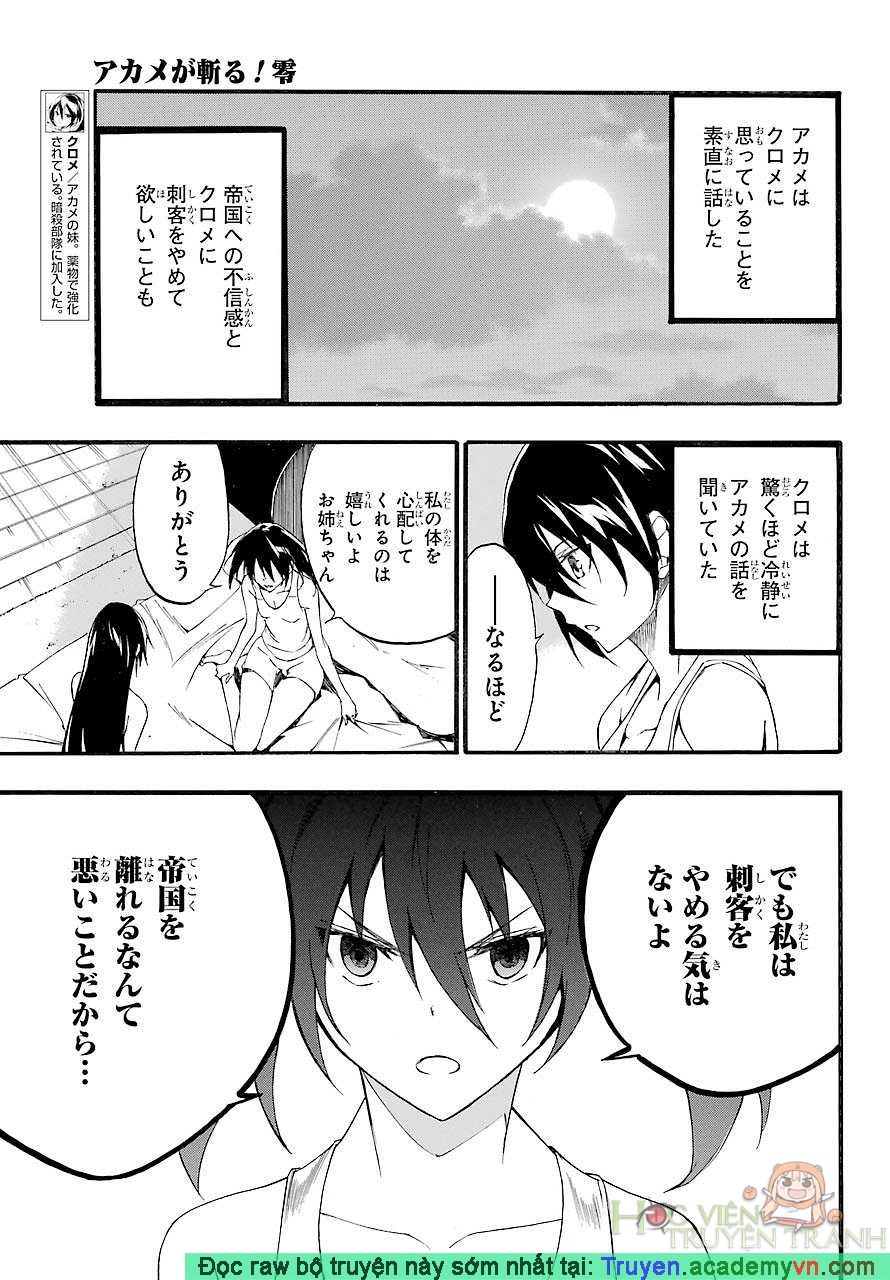 アカメが斬る！零
アカメは
クロメに
思っていることを
素直に話した
帝国への不信感と
クロメに
刺客をやめて
欲しいことも
クロメ／アカメの妹。薬物で強化
されている。暗殺部隊に加入した。
クロメは
驚くほど冷静に
アカメの話を
聞いていた
──なるほど
私の体を
心配して
くれるのは
嬉しいよ
お姉ちゃん
ありがとう
でも私は
刺客を
やめる気は
ないよ
帝国を
離れるなんて
悪いことだから…
HỌC VIỆN
TRUYỆN TRANH
Đọc raw bộ truyện này sớm nhất tại: Truyen.academyvn.com